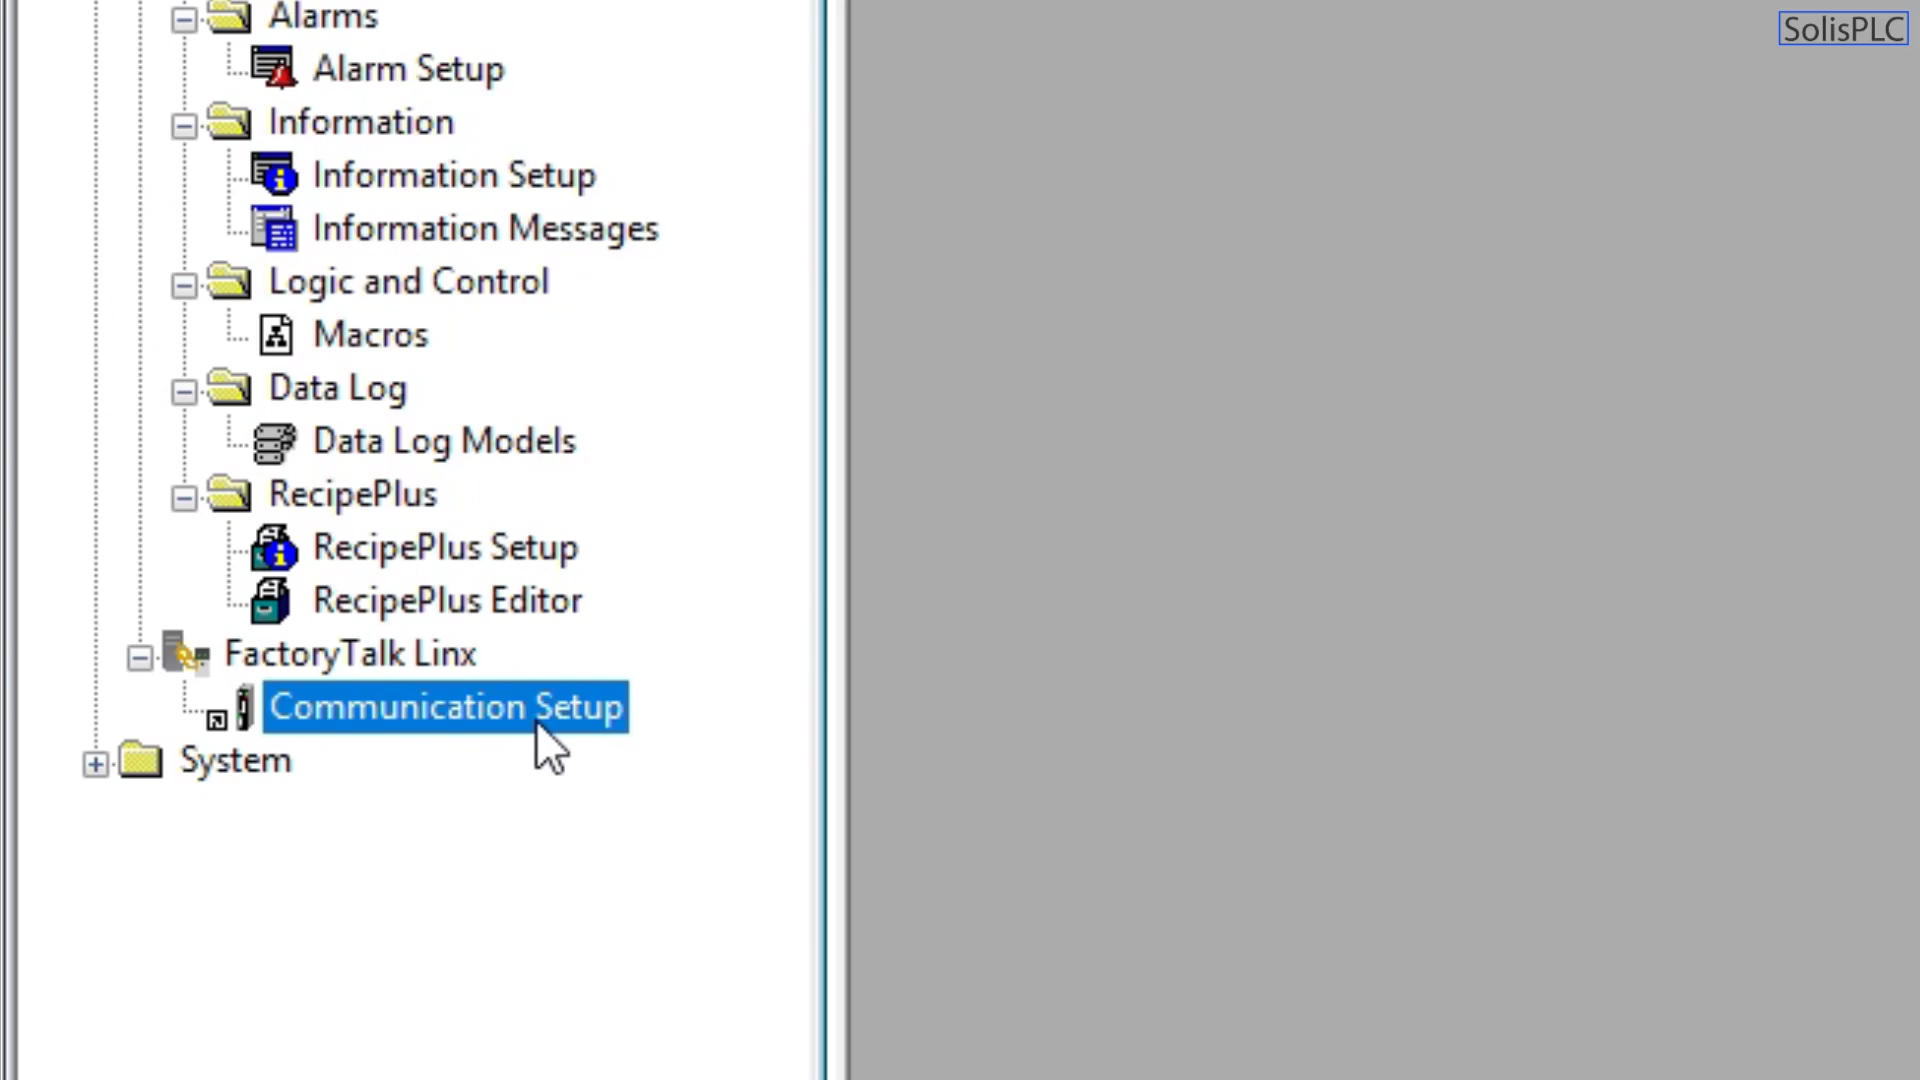 SolisPLC
Alarms
Alarm Setup
Information
Information Setup
Information Messages
Logic and Control
Macros
Data Log
Data Log Models
RecipePlus
RecipePlus Setup
RecipePlus Editor
FactoryTalk Linx
Communication Setup
System